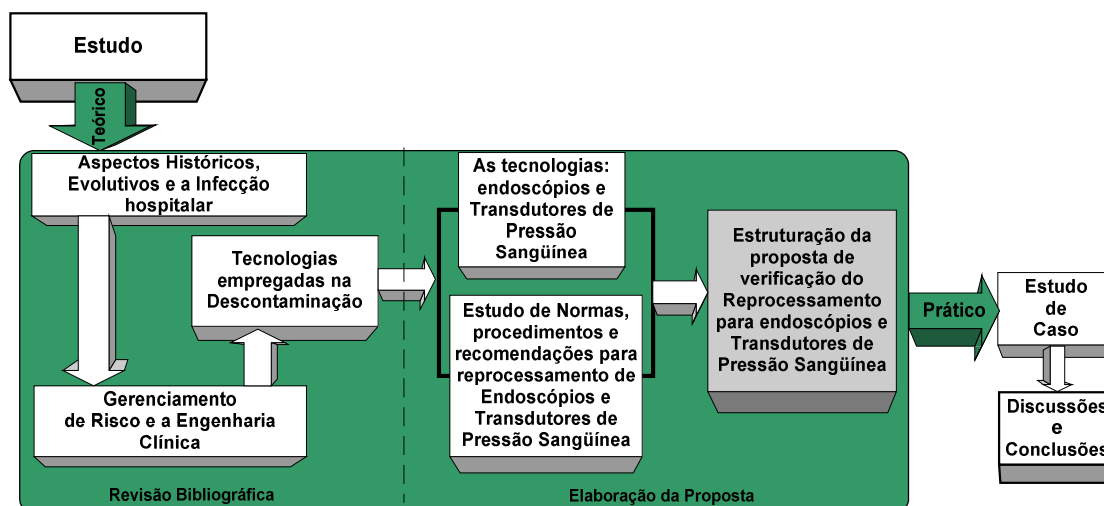 Estudo
Teórico
Aspectos Históricos,
Evolutivos e a Infecção
hospitalar
Tecnologias
empregadas na
Descontaminação
Gerenciamento
de Risco e a Engenharia
Clínica
Revisão Bibliográfica
As tecnologias:
endoscópios e
Transdutores de
Pressão
Sangüínea
Estudo de Normas,
procedimentos e
recomendações para
reprocessamento de
Endoscópios e
Transdutores de
Pressão Sangüínea
Elaboração da Proposta
Estruturação da
proposta de
verificação do
Reprocessamento
para endoscópios e
Transdutores de
Pressão Sangüínea
Prático
Estudo
de
Caso
Discussões
e
Conclusões